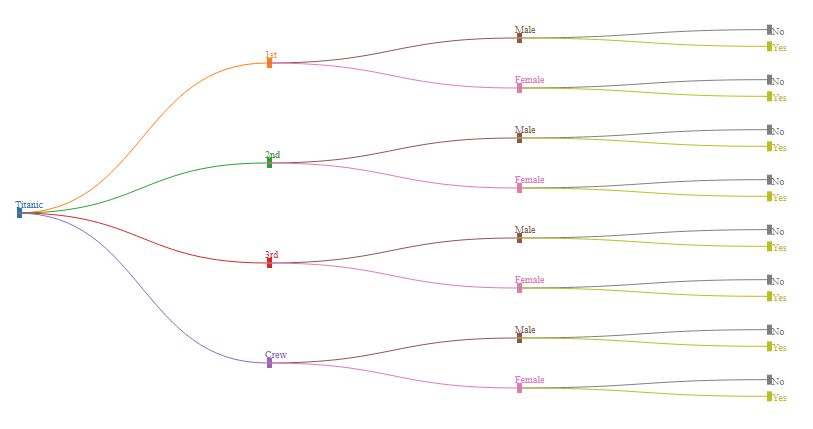 Male
No
1st
Yes
Female
No
Yes
Male
No
2nd
Yes
Female
No
Yes
Titanic
Male
No
3rd
Yes
Female
No
Yes
Male
No
Crew
Yes
Female
No
Yes